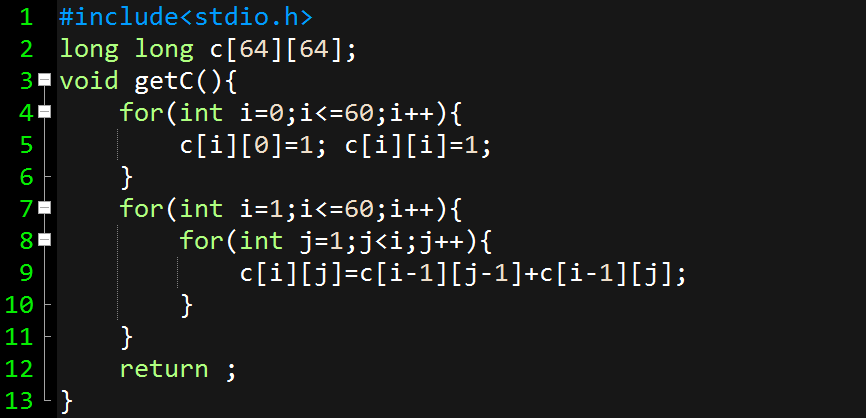 1 #include<stdio.h>
2 long long c[64][64];
3 void getC(){
4     for(int i=0;i<=60;i++){
5         c[i][0]=1; c[i][i]=1;
6     }
7     for(int i=1;i<=60;i++){
8         for(int j=1;j<i;j++){
9             c[i][j]=c[i-1][j-1]+c[i-1][j];
10         }
11     }
12     return ;
13 }